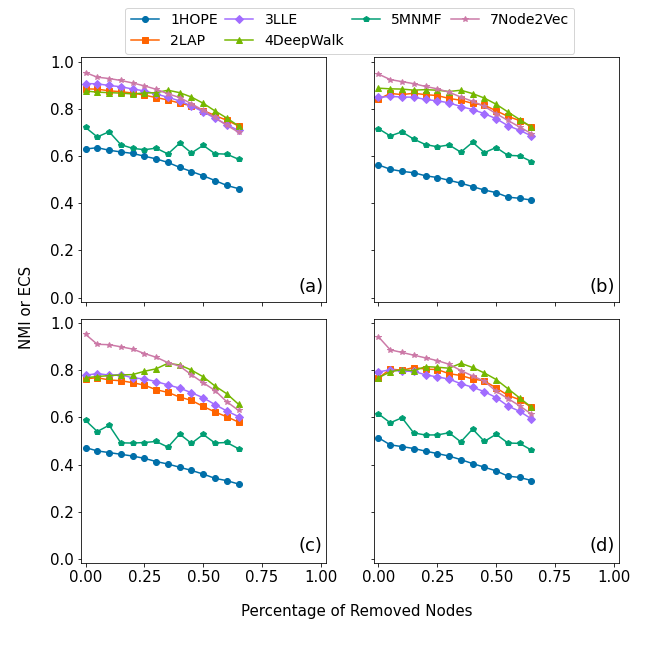 1HOPE 3LLE 5MNMF 7Node2Vec
2LAP 4DeepWalk
1.0
0.8
0.6
0.4
0.2
0.0
(a)
(b)
NMI or ECS
1.0
0.8
0.6
0.4
0.2
0.0
(c)
(d)
0.00 0.25 0.50 0.75 1.00
0.00 0.25 0.50 0.75 1.00
Percentage of Removed Nodes